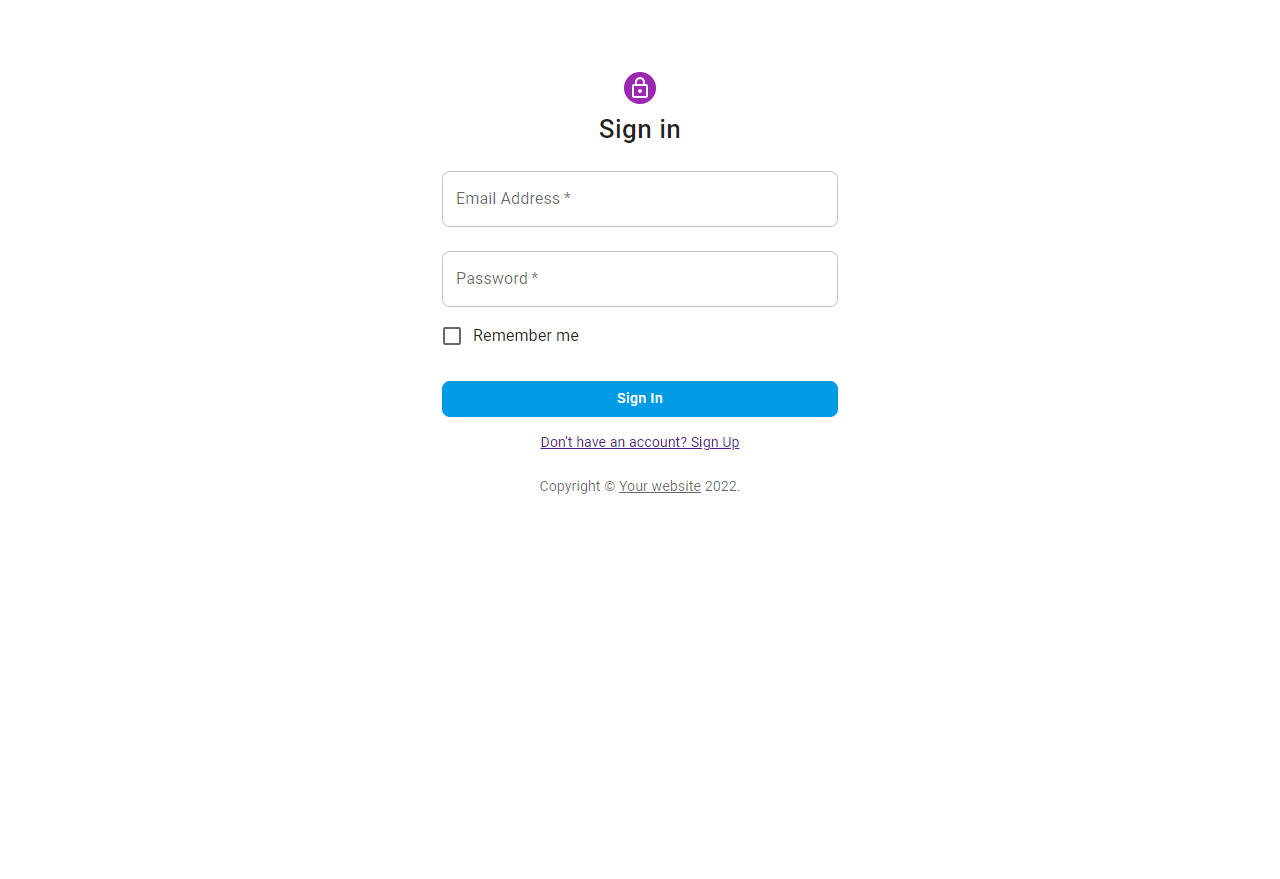 Sign in
Email Address *
Password *
Remember me
Sign In
Don't have an account? Sign Up
Copyright © Your website 2022.